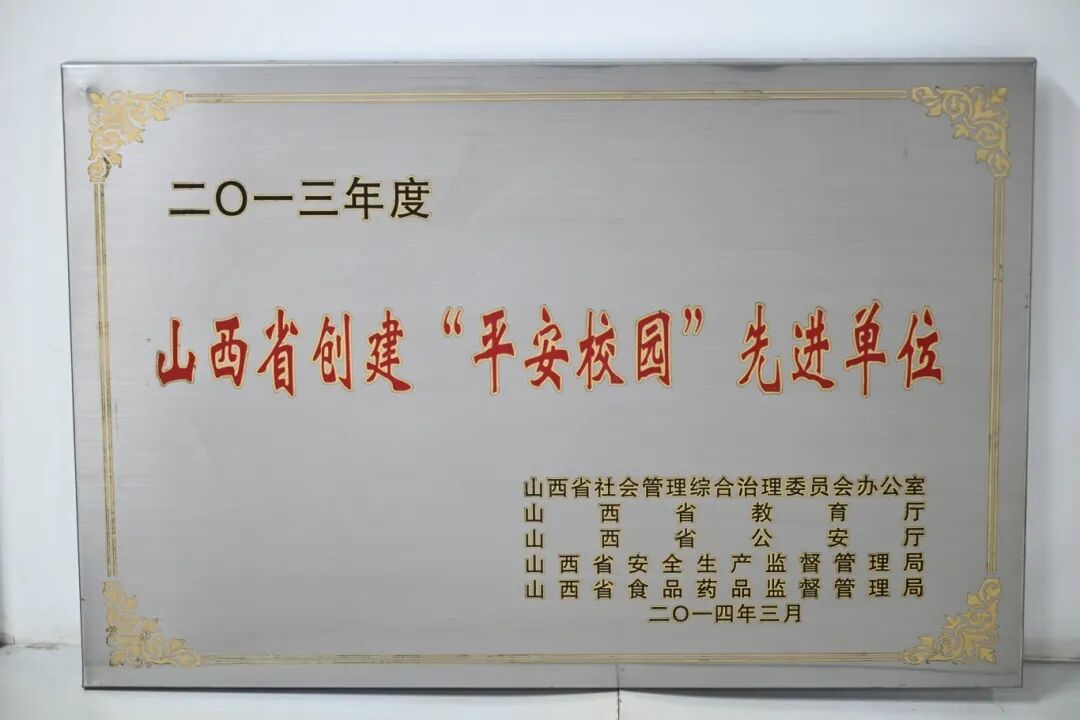 二〇一三年度
山西省创建“平安校园”先进单位
山西省社会管理综合治理委员会办公室
山西省教育厅
山西省公安厅
山西省安全生产监督管理局
山西省食品药品监督管理局
二〇一四年三月